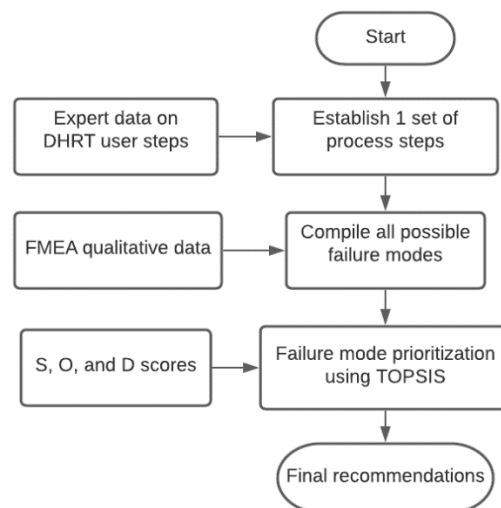 Start
Expert data on
DHRT user steps
Establish 1 set of
process steps
FMEA qualitative data
Compile all possible
failure modes
S, O, and D scores
Failure mode prioritization
using TOPSIS
Final recommendations